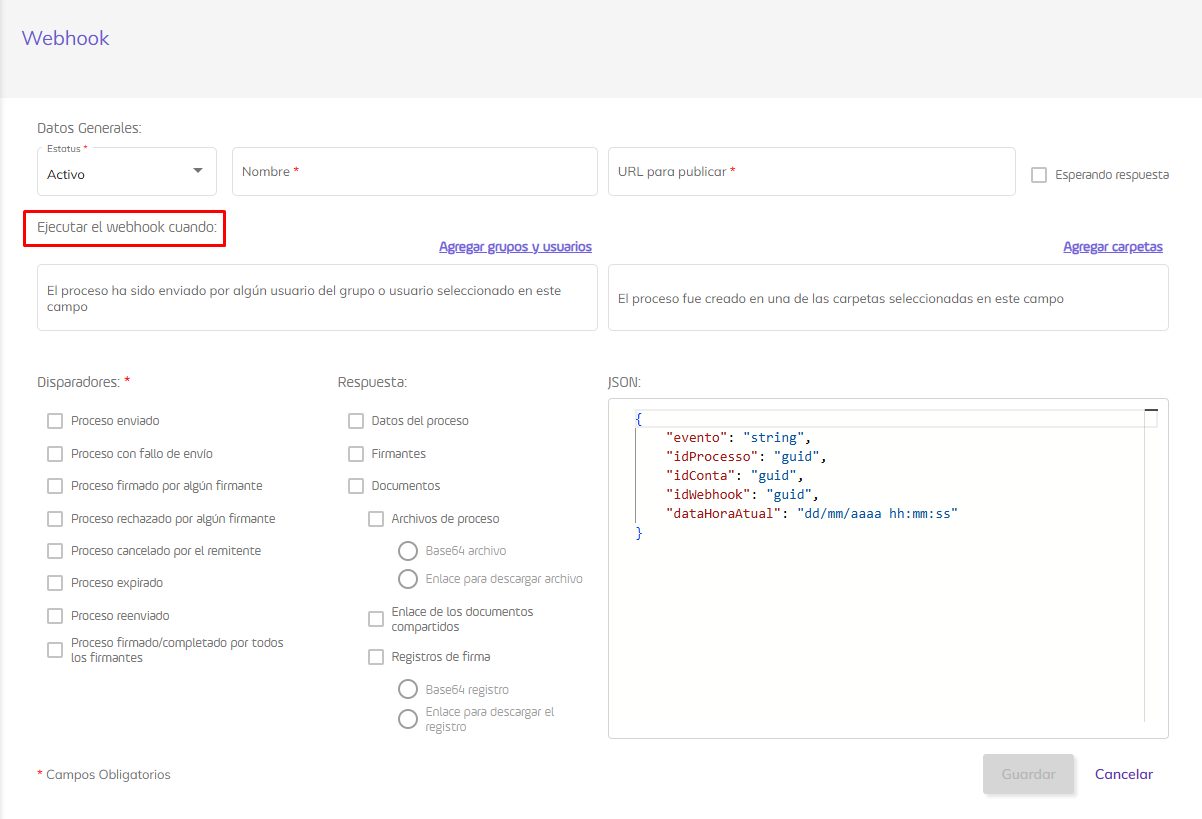 Webhook
Datos Generales:
Estatus *
Activo
Nombre *
URL para publicar *
Esperando respuesta
Ejecutar el webhook cuando:
Agregar grupos y usuarios
Agregar carpetas
El proceso ha sido enviado por algún usuario del grupo o usuario seleccionado en este
campo
El proceso fue creado en una de las carpetas seleccionadas en este campo
Disparadores: *
Proceso enviado
Proceso con fallo de envío
Proceso firmado por algún firmante
Proceso rechazado por algún firmante
Proceso cancelado por el remitente
Proceso expirado
Proceso reenviado
Proceso firmado/completado por todos
los firmantes
Respuesta:
Datos del proceso
Firmantes
Documentos
Archivos de proceso
Base64 archivo
Enlace para descargar archivo
Enlace de los documentos
compartidos
Registros de firma
Base64 registro
Enlace para descargar el
registro
JSON:
{
"evento": "string",
"idProcesso": "guid",
"idConta": "guid",
"idWebhook": "guid",
"dataHoraAtual": "dd/mm/aaaa hh:mm:ss"
}
* Campos Obligatorios
Guardar
Cancelar